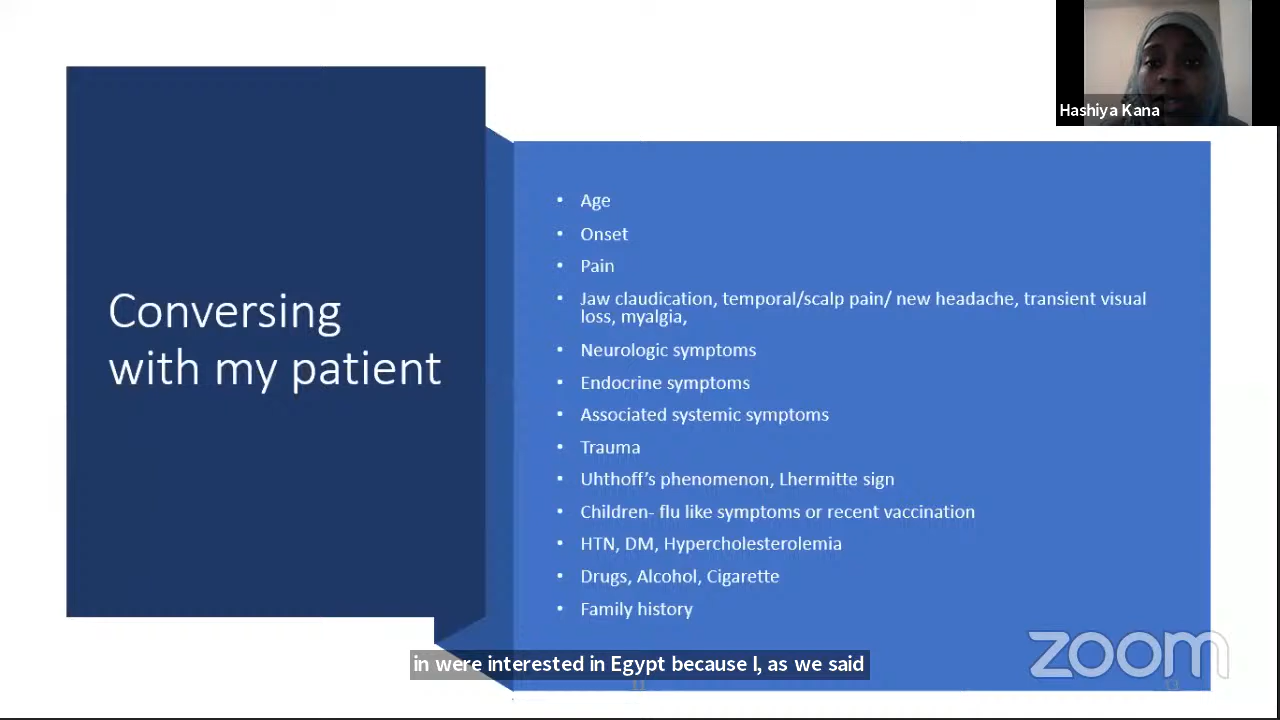 Hashiya Kana
Conversing
with my patient
• Age
• Onset
• Pain
• Jaw claudication, temporal/scalp pain/ new headache, transient visual
loss, myalgia,
• Neurologic symptoms
• Endocrine symptoms
• Associated systemic symptoms
• Trauma
• Uhthoff's phenomenon, Lhermitte sign
• Children- flu like symptoms or recent vaccination
• HTN, DM, Hypercholesterolemia
• Drugs, Alcohol, Cigarette
• Family history
in were interested in Egypt because I, as we said
zoom